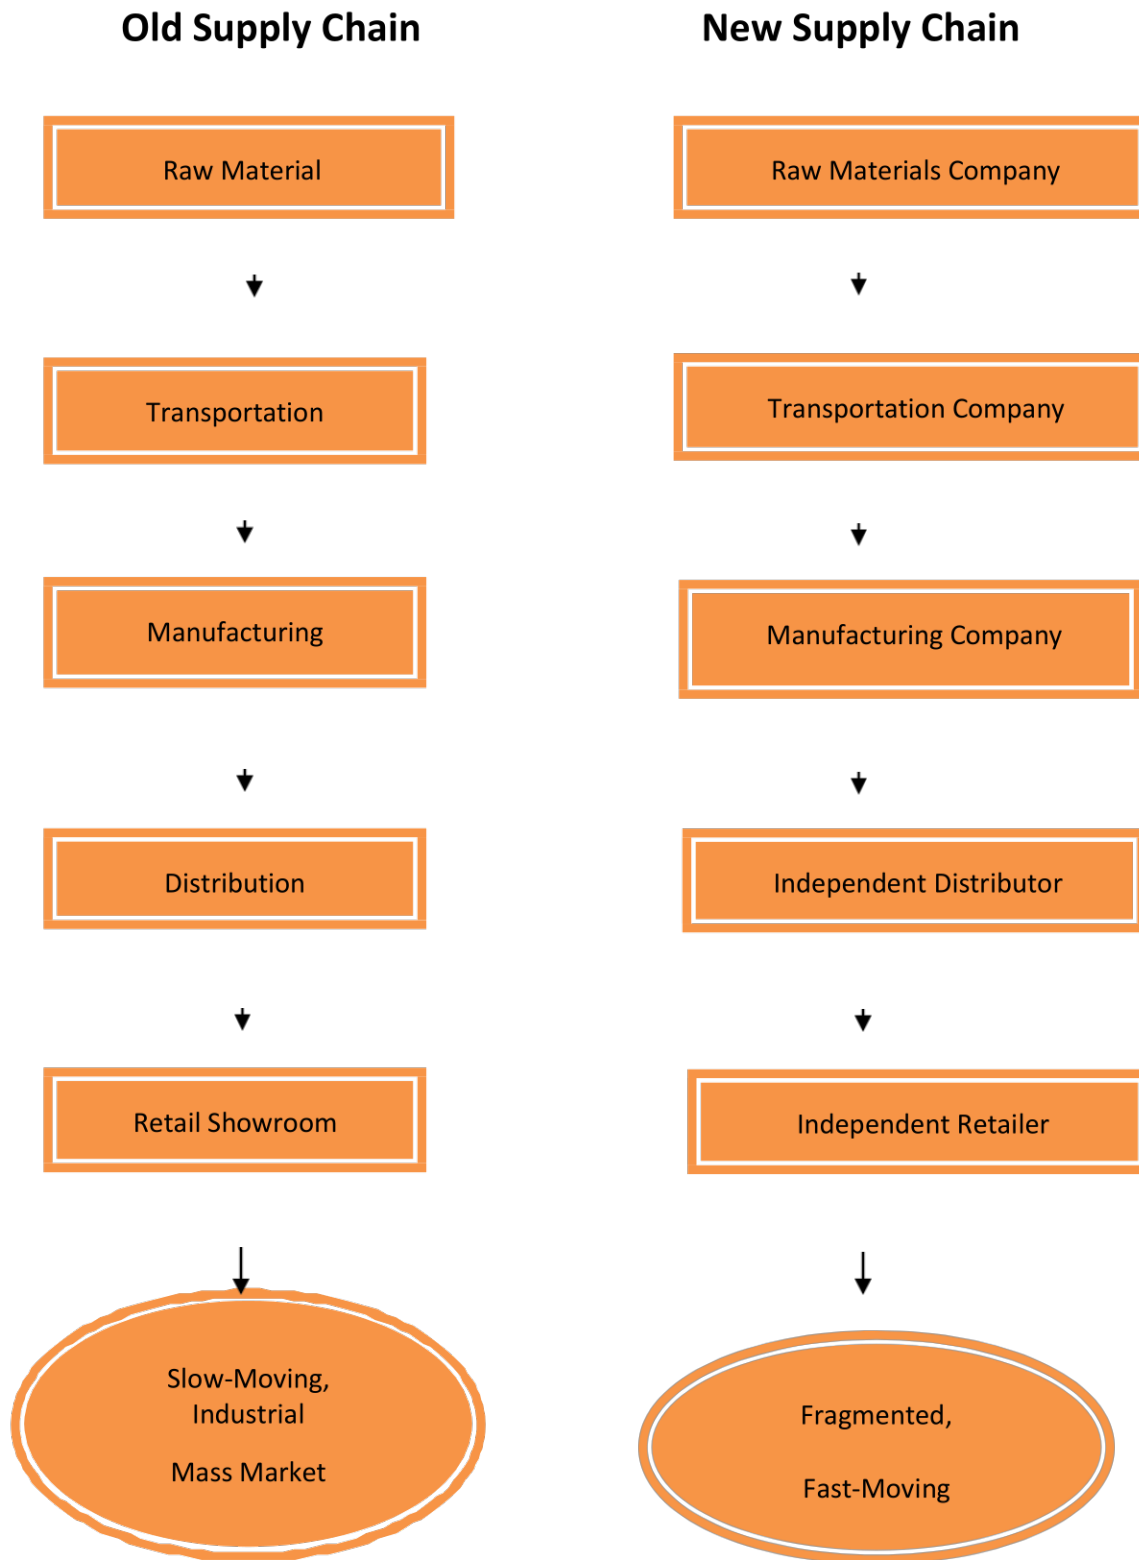 Old Supply Chain
New Supply Chain
Raw Material
Raw Materials Company
Transportation
Transportation Company
Manufacturing
Manufacturing Company
Distribution
Independent Distributor
Retail Showroom
Independent Retailer
Slow-Moving,
Industrial
Mass Market
Fragmented,
Fast-Moving